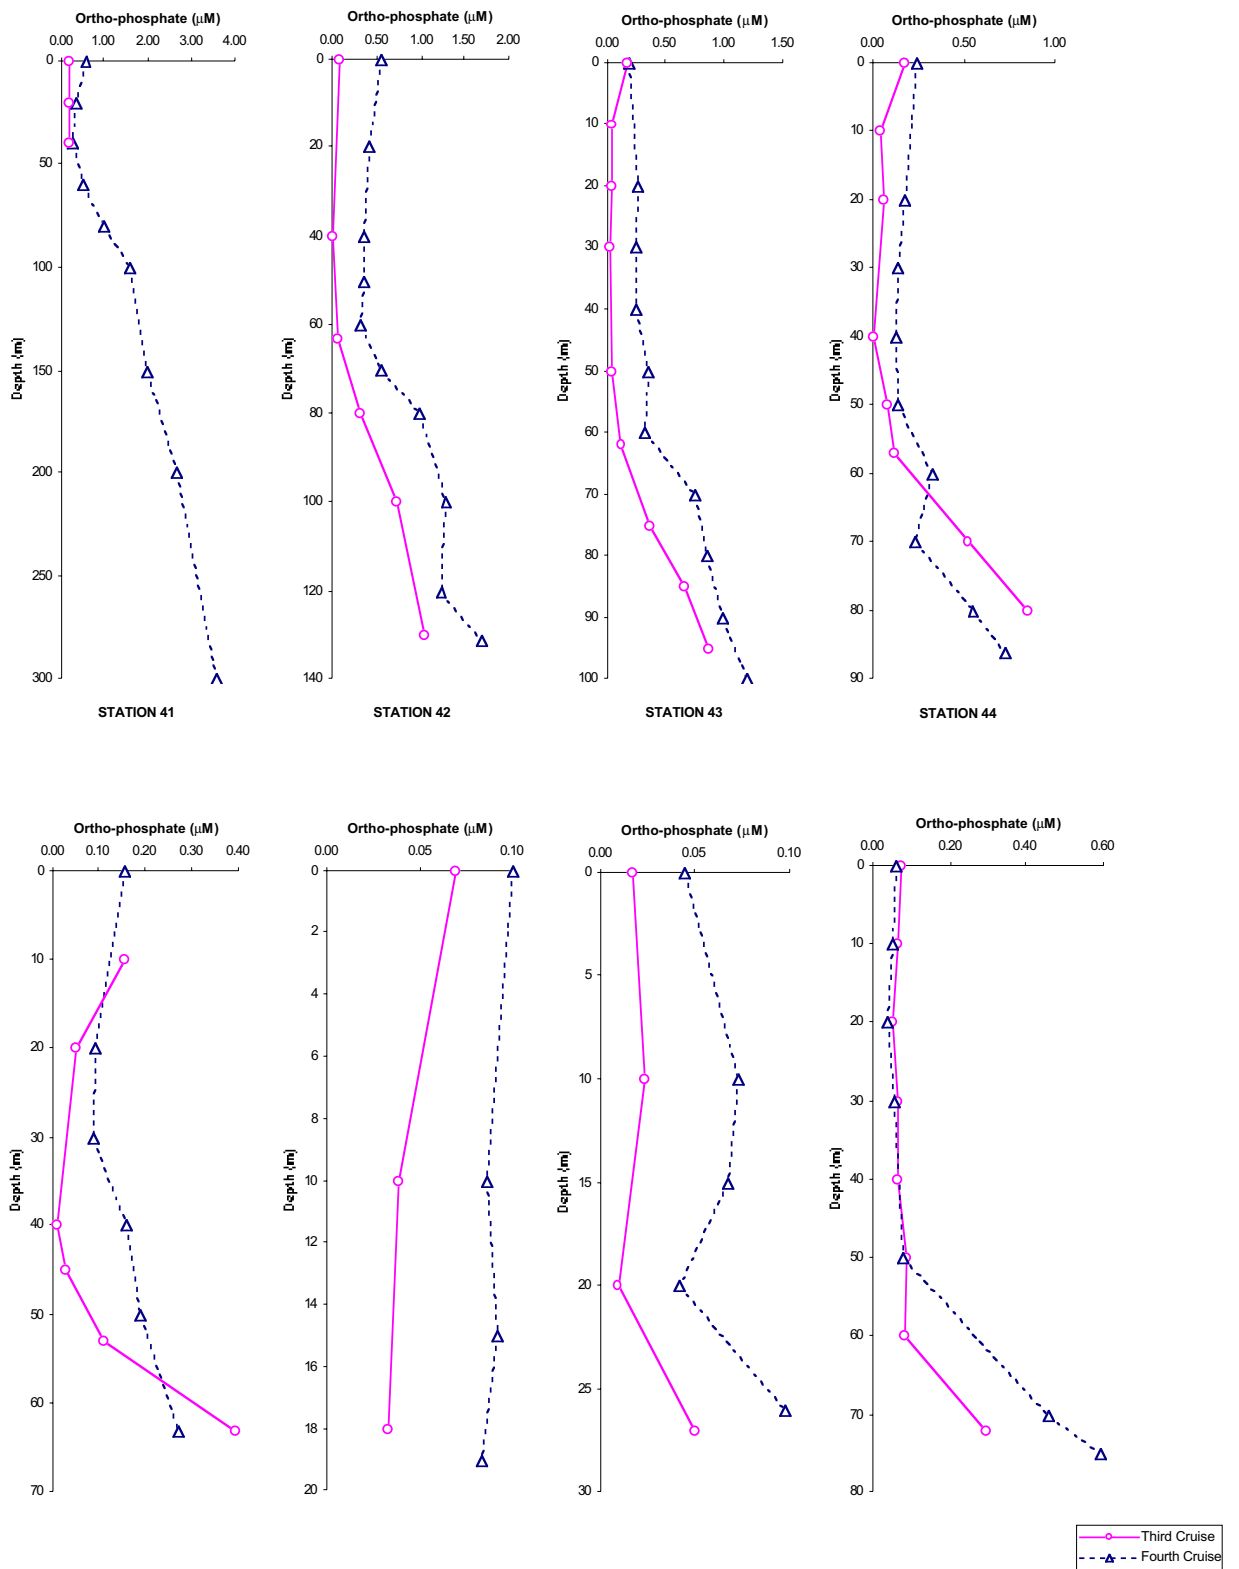 Ortho-phosphate (μM) Ortho-phosphate (μM) Ortho-phosphate (μM) Ortho-phosphate (μM)
0.00 1.00 2.00 3.00 4.00
0
50
100
150
200
250
300
Depth (m)
STATION 41
0.00 0.50 1.00 1.50 2.00
0
20
40
60
80
100
120
140
Depth (m)
STATION 42
0.00 0.50 1.00 1.50
0
10
20
30
40
50
60
70
80
90
100
Depth (m)
STATION 43
0.00 0.50 1.00
0
10
20
30
40
50
60
70
80
90
Depth (m)
STATION 44
Ortho-phosphate (μM) Ortho-phosphate (μM) Ortho-phosphate (μM) Ortho-phosphate (μM)
0.00 0.10 0.20 0.30 0.40
0
10
20
30
40
50
60
70
Depth (m)
0.00 0.05 0.10
0
2
4
6
8
10
12
14
16
18
20
Depth (m)
0.00 0.05 0.10
0
5
10
15
20
25
30
Depth (m)
0.00 0.20 0.40 0.60
0
10
20
30
40
50
60
70
80
Depth (m)
Third Cruise
Fourth Cruise